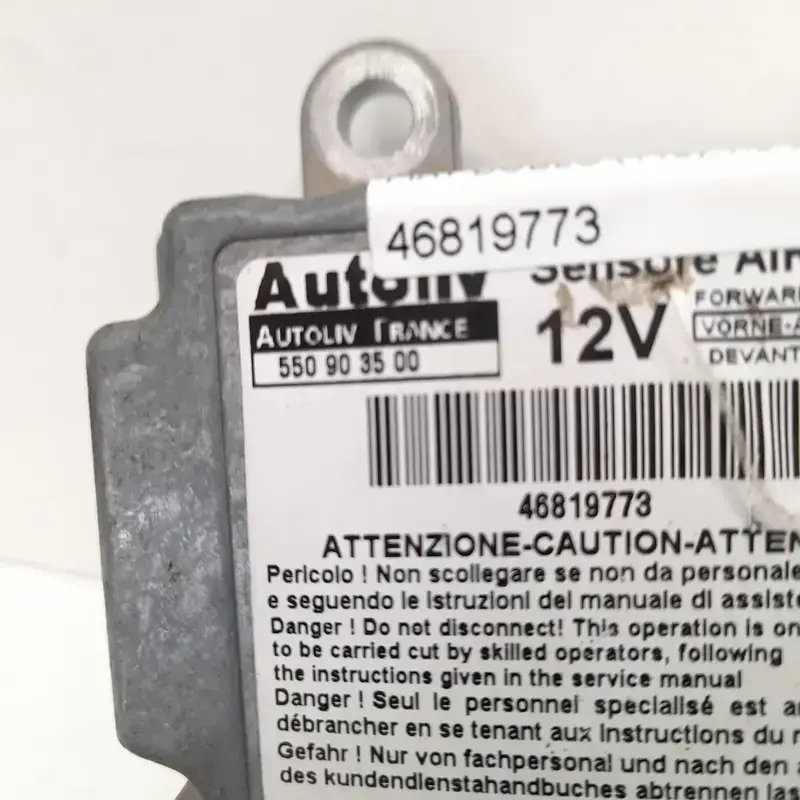 46819773
Autoliv Sensore AIR
AUTOLIV FRANCE
550 90 35 00
12V
FORWAR
VORNE-A
DEVANT
46819773
ATTENZIONE-CAUTION-ATTEN
Pericolo ! Non scollegare se non da personale
e seguendo le istruzioni del manuale di assiste
Danger ! Do not disconnect! This operation is on
to be carried cut by skilled operators, following
the instructions given in the service manual
Danger ! Seul le personnel specialisé est a
débrancher en se tenant aux Instructions du
Gefahr ! Nur von fachpersonal und nach den
des kundendlenstahandbuches abtrennen las